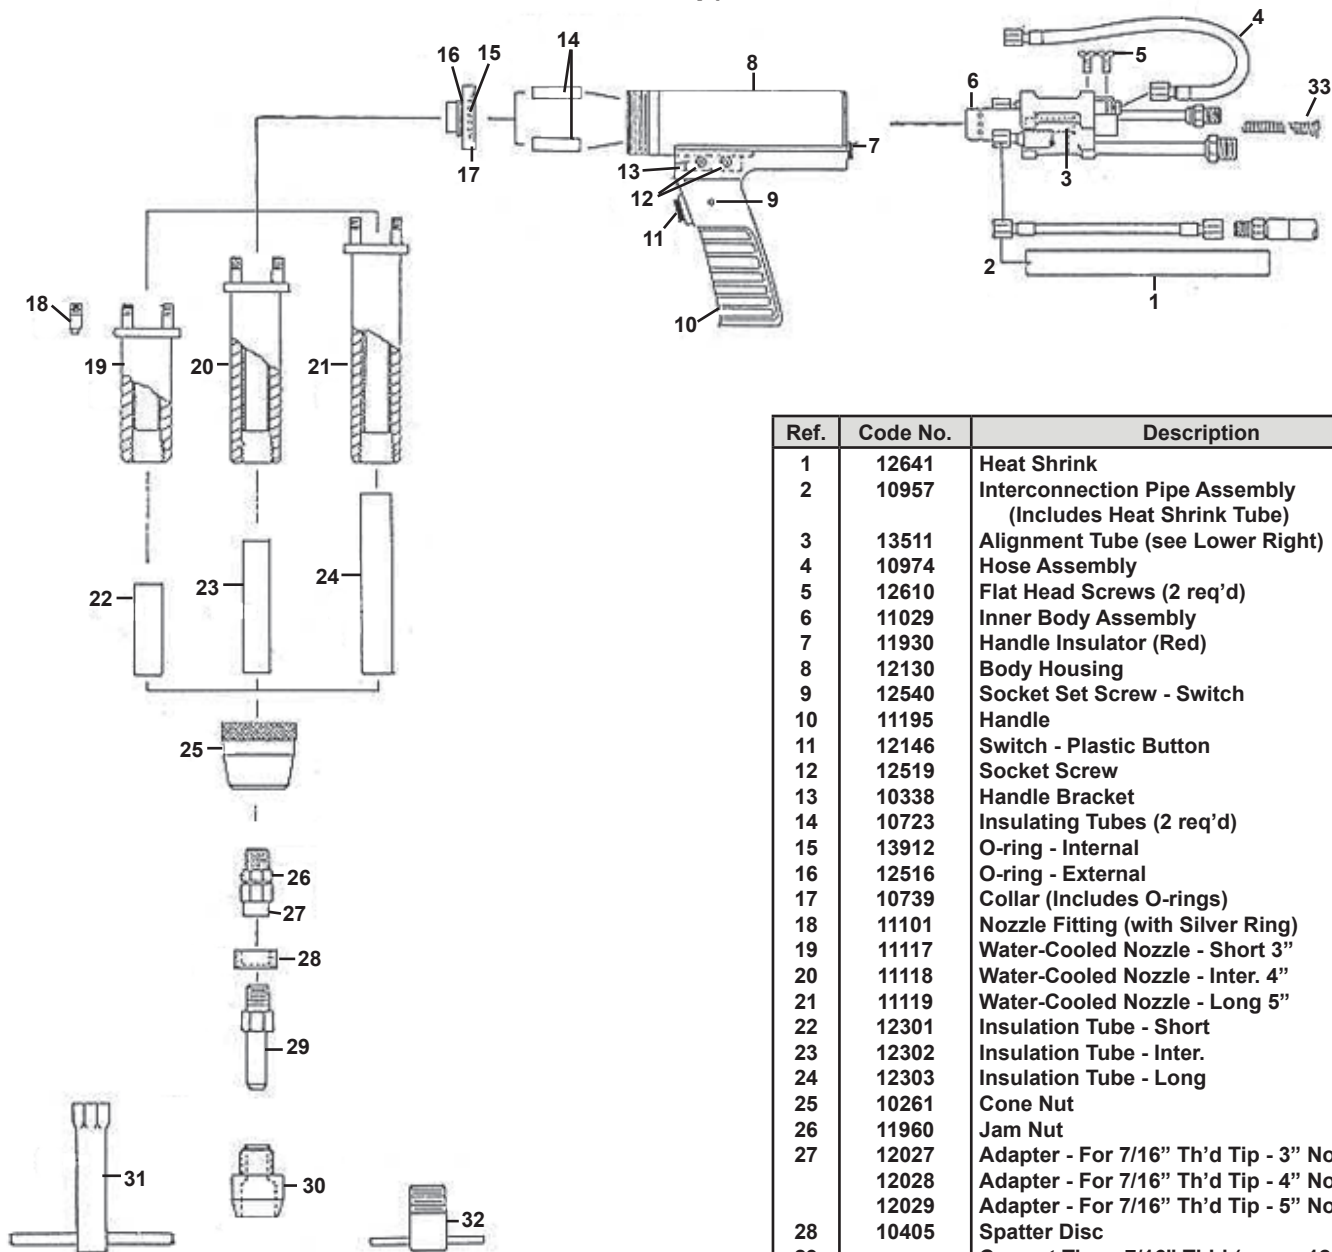 4
14
5
16
15
8
6
33
7
17
13
12
9
3
11
2
1
10
18
19
20
21
22
23
24
25
26
27
28
29
31
30
32
Ref. Code No. Description
1 12641 Heat Shrink
2 10957 Interconnection Pipe Assembly
(Includes Heat Shrink Tube)
3 13511 Alignment Tube (see Lower Right)
4 10974 Hose Assembly
5 12610 Flat Head Screws (2 req'd)
6 11029 Inner Body Assembly
7 11930 Handle Insulator (Red)
8 12130 Body Housing
9 12540 Socket Set Screw - Switch
10 11195 Handle
11 12146 Switch - Plastic Button
12 12519 Socket Screw
13 10338 Handle Bracket
14 10723 Insulating Tubes (2 req'd)
15 13912 O-ring - Internal
16 12516 O-ring - External
17 10739 Collar (Includes O-rings)
18 11101 Nozzle Fitting (with Silver Ring)
19 11117 Water-Cooled Nozzle - Short 3”
20 11118 Water-Cooled Nozzle - Inter. 4”
21 11119 Water-Cooled Nozzle - Long 5”
22 12301 Insulation Tube - Short
23 12302 Insulation Tube - Inter.
24 12303 Insulation Tube - Long
25 10261 Cone Nut
26 11960 Jam Nut
27 12027 Adapter - For 7/16” Th'd Tip - 3” No
12028 Adapter - For 7/16” Th'd Tip - 4” No
12029 Adapter - For 7/16” Th'd Tip - 5” No
28 10405 Spatter Disc